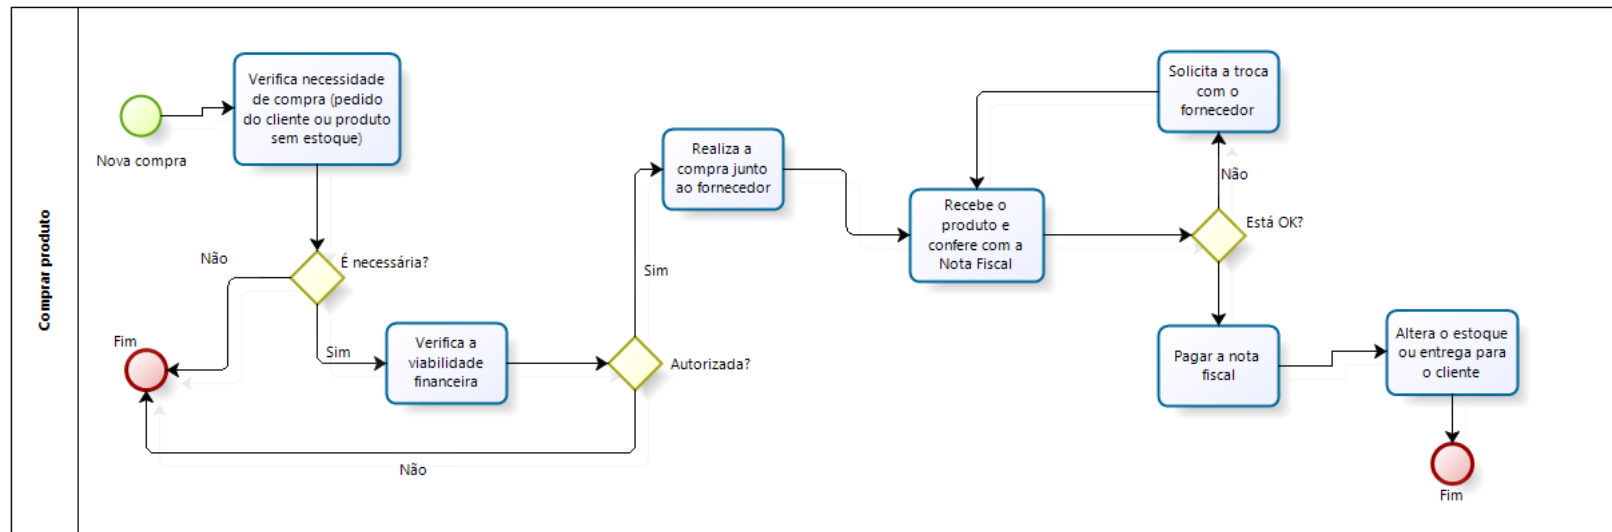 Comprar produto
Nova compra
Verifica necessidade
de compra (pedido
do cliente ou produto
sem estoque)
É necessária?
Não
Fim
Sim
Verifica a
viabilidade
financeira
Autorizada?
Não
Sim
Realiza a
compra junto
ao fornecedor
Recebe o
produto e
confere com a
Nota Fiscal
Está OK?
Não
Solicita a troca
com o
fornecedor
Pagar a nota
fiscal
Altera o estoque
ou entrega para
o cliente
Fim